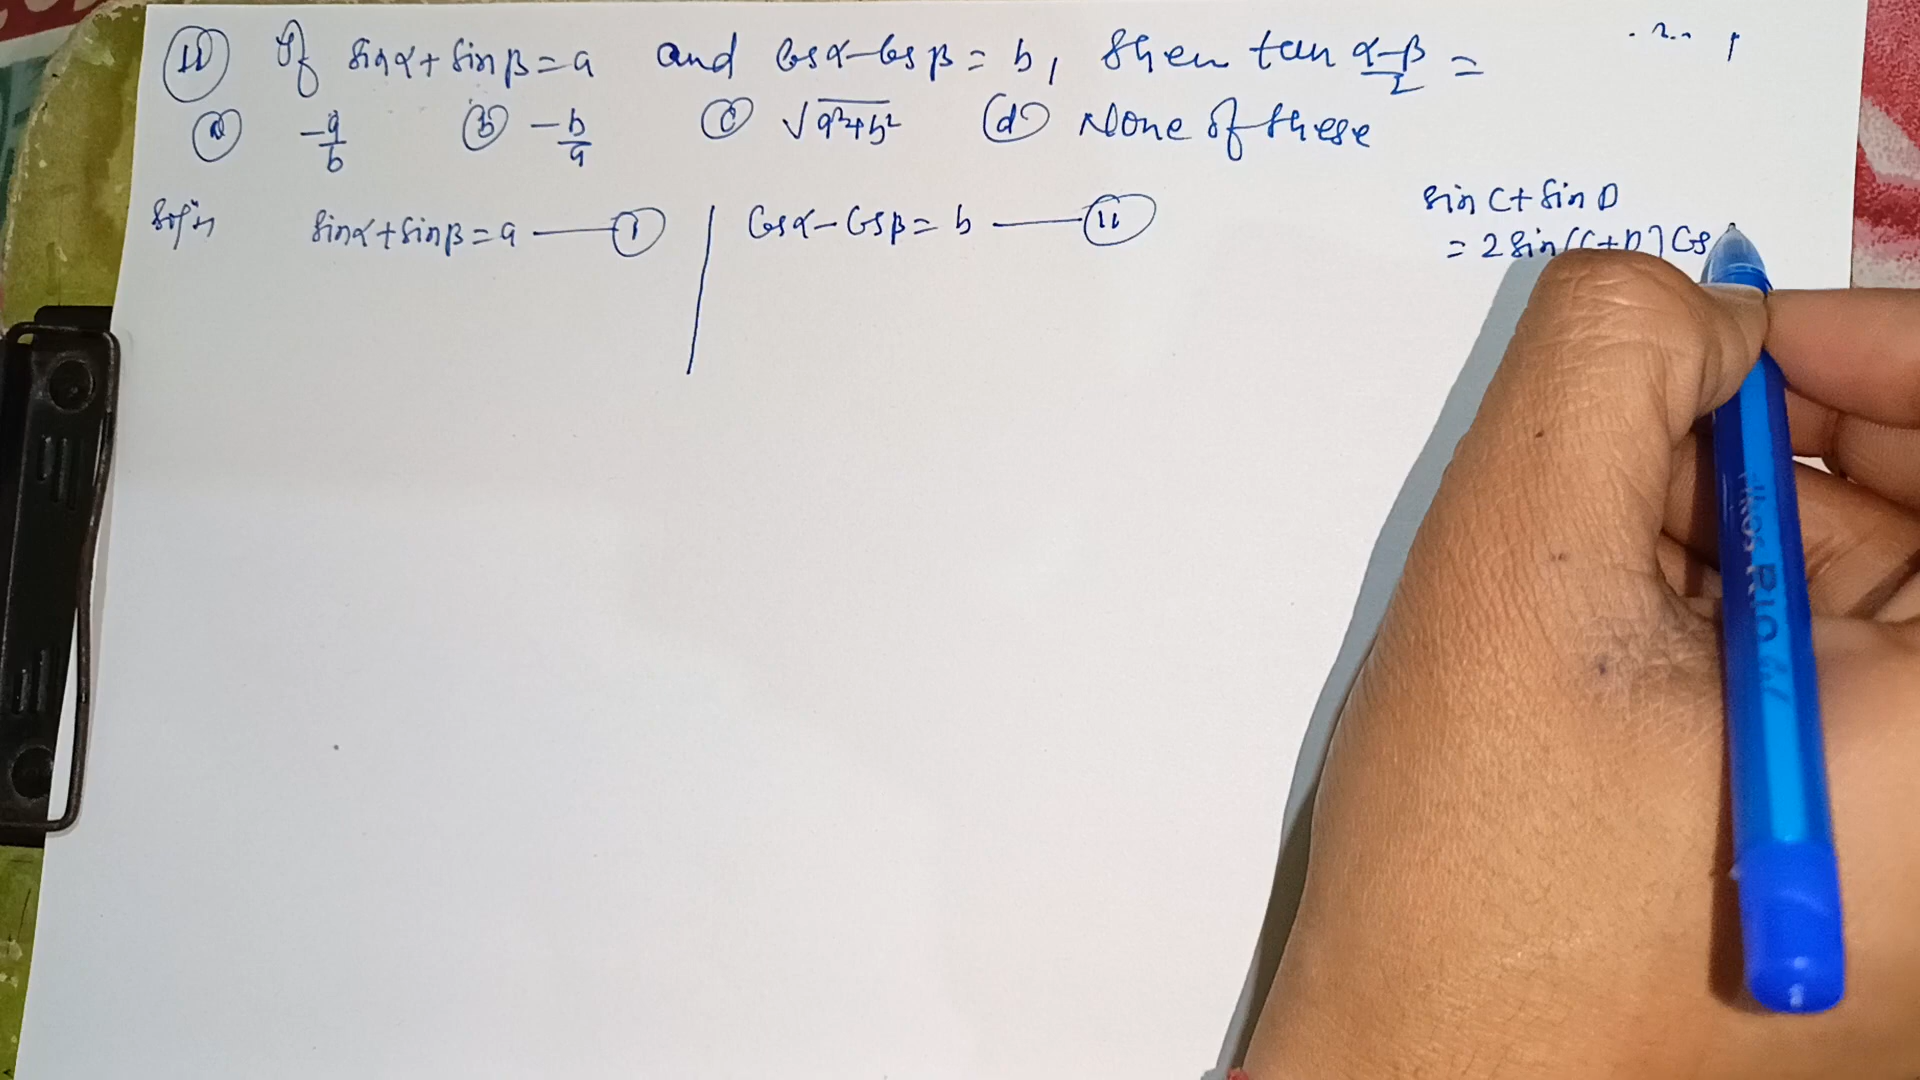 11 If sinα + sinβ = a and Cosα - Cosβ = b, then tan (α-β)/2 =
a -a/b b -b/a c √a²+b² d None of these
Sol'n sinα + sinβ = a — I Cosα - Cosβ = b — II
sin C + sin D
= 2 sin (C+D) Cos